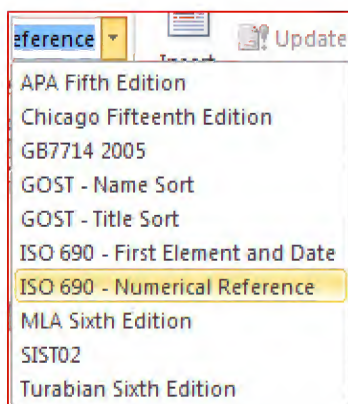 eference Update
APA Fifth Edition
Chicago Fifteenth Edition
GB7714 2005
GOST - Name Sort
GOST - Title Sort
ISO 690 - First Element and Date
ISO 690 - Numerical Reference
MLA Sixth Edition
SIST02
Turabian Sixth Edition